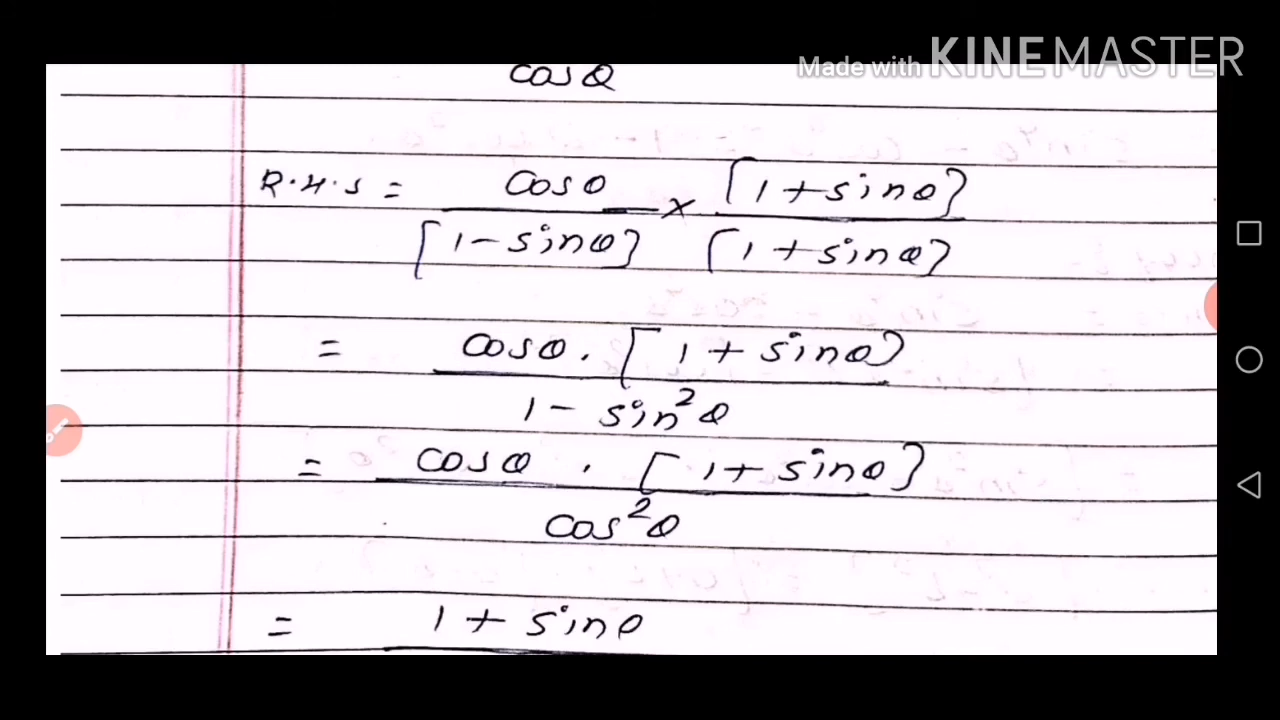 Made with KINEMASTER
cosθ
R.H.S = cosθ / [1 - sinθ] × [1 + sinθ] / [1 + sinθ]
= cosθ . [1 + sinθ] / 1 - sin²θ
= cosθ . [1 + sinθ] / cos²θ
= 1 + sinθ